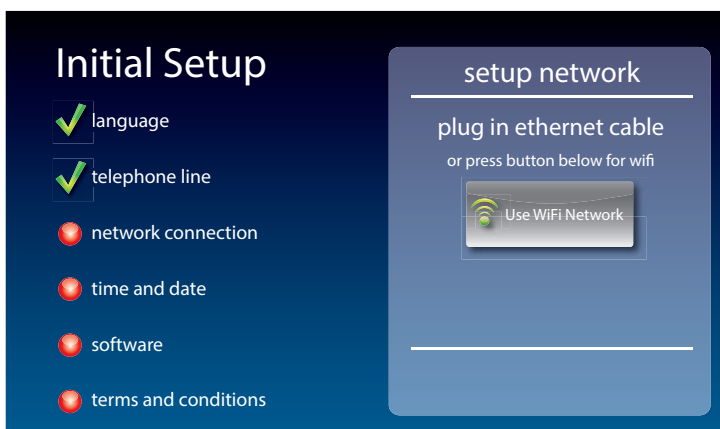 Initial Setup
language
telephone line
network connection
time and date
software
terms and conditions
setup network
plug in ethernet cable
or press button below for wifi
Use WiFi Network